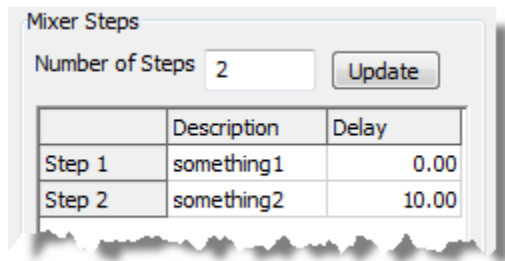 Mixer Steps
Number of Steps 2 Update
Description Delay
Step 1 something1 0.00
Step 2 something2 10.00